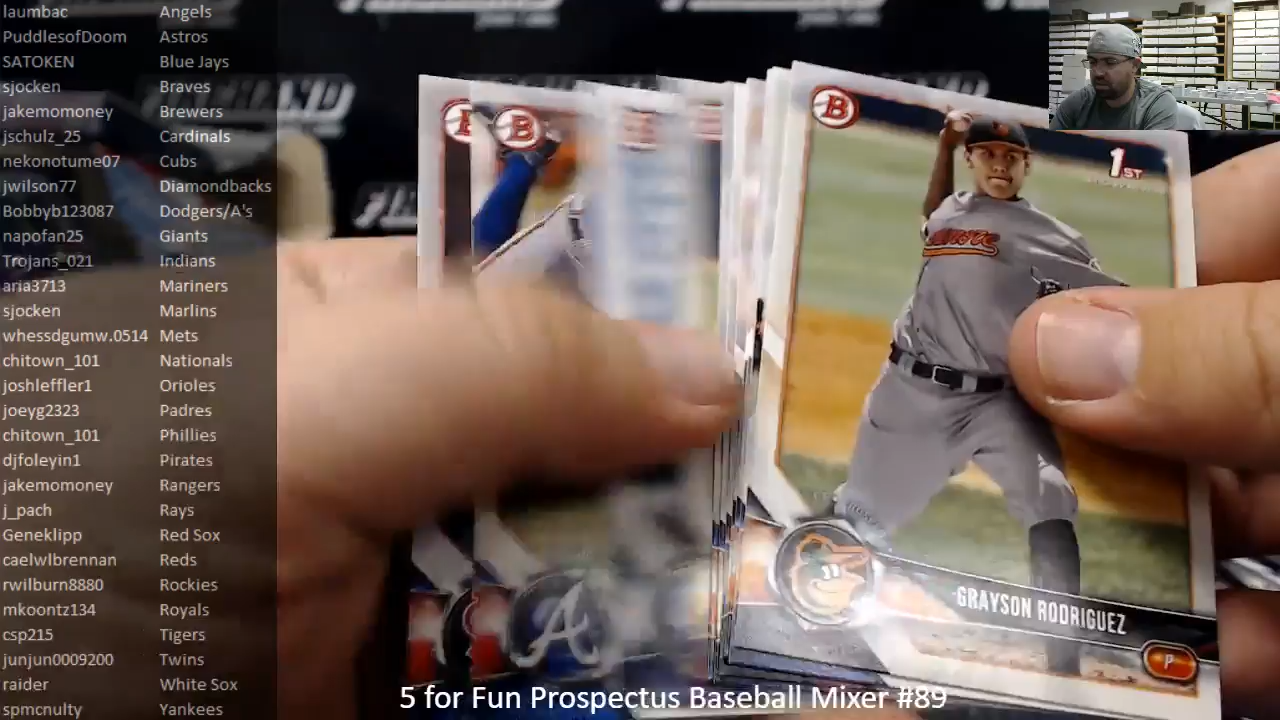 laumbac Angels
PuddlesofDoom Astros
SATOKEN Blue Jays
sjocken Braves
jakemomoney Brewers
jschulz_25 Cardinals
nekonotume07 Cubs
jwilson77 Diamondbacks
Bobbyb123087 Dodgers/A's
napofan25 Giants
Trojans_021 Indians
aria3713 Mariners
sjocken Marlins
whessdgumw.0514 Mets
chitown_101 Nationals
joshleffler1 Orioles
joeyg2323 Padres
chitown_101 Phillies
djfoleyin1 Pirates
jakemomoney Rangers
j_pach Rays
Geneklipp Red Sox
caelwlbrennan Reds
rwilburn8880 Rockies
mkoontz134 Royals
csp215 Tigers
junjun0009200 Twins
raider White Sox
spmcnulty Yankees
B
B
1ST
GRAYSON RODRIGUEZ
P
A
5 for Fun Prospectus Baseball Mixer #89